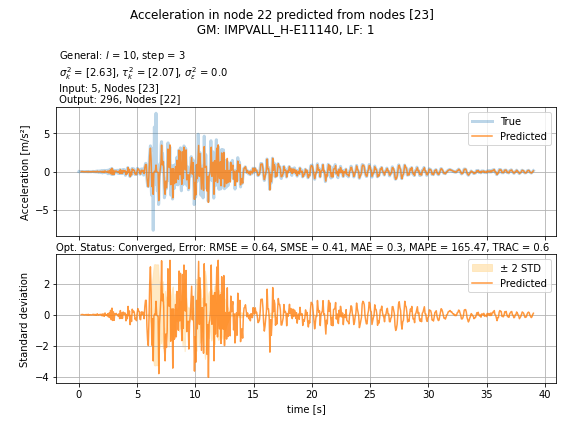 Acceleration in node 22 predicted from nodes [23]
GM: IMPVALL_H-E11140, LF: 1
General: l = 10, step = 3
σ²ₖ = [2.63], τ²ₖ = [2.07], σ²ε = 0.0
Input: 5, Nodes [23]
Output: 296, Nodes [22]
Acceleration [m/s²]
5
0
−5
True
Predicted
Opt. Status: Converged, Error: RMSE = 0.64, SMSE = 0.41, MAE = 0.3, MAPE = 165.47, TRAC = 0.6
Standard deviation
2
0
−2
−4
± 2 STD
Predicted
0 5 10 15 20 25 30 35 40
time [s]